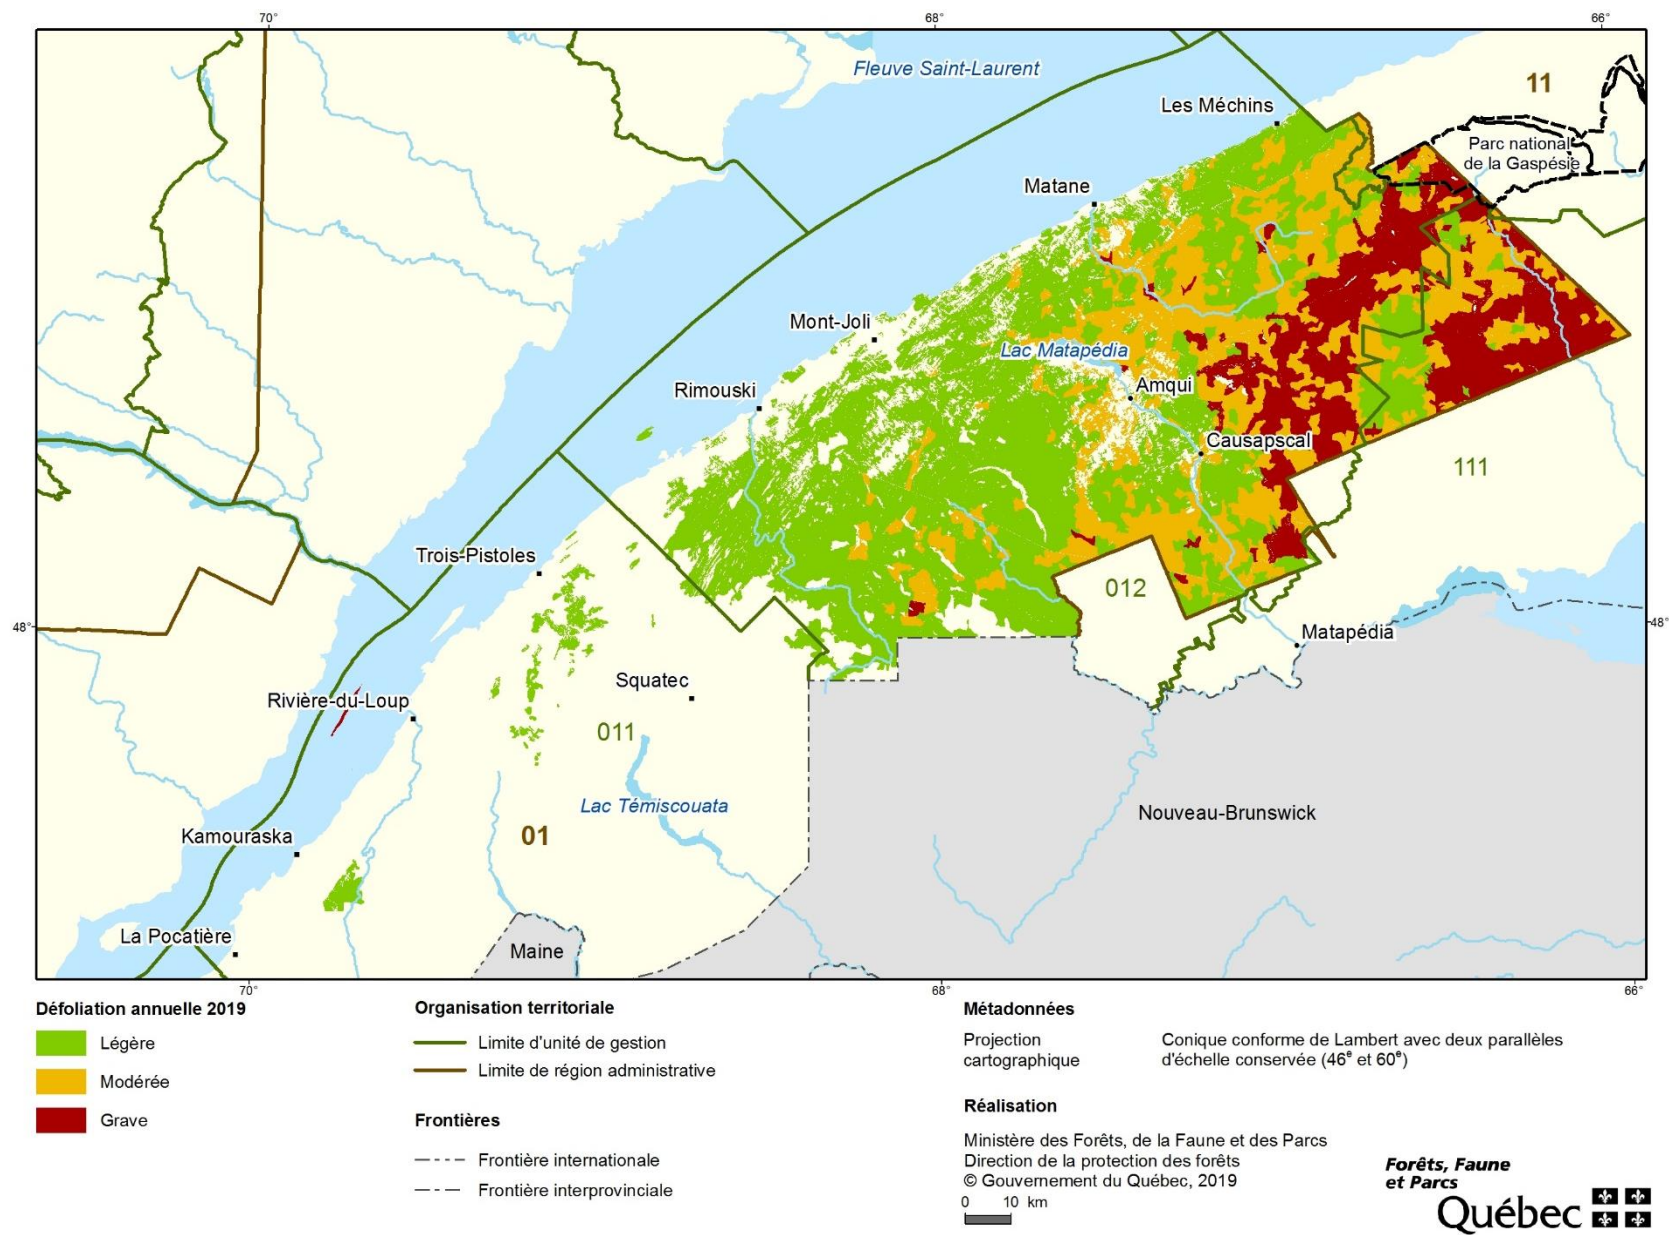 70°
68°
66°
Fleuve Saint-Laurent
11
Les Méchins
Parc national
de la Gaspésie
Matane
Mont-Joli
Lac Matapédia
Rimouski
Amqui
Causapscal
111
Trois-Pistoles
012
48°
48°
Matapédia
Squatec
Rivière-du-Loup
011
Lac Témiscouata
Nouveau-Brunswick
Kamouraska
01
La Pocatière
Maine
70°
68°
66°
Défoliation annuelle 2019
Légère
Modérée
Grave
Organisation territoriale
Limite d'unité de gestion
Limite de région administrative
Frontières
Frontière internationale
Frontière interprovinciale
Métadonnées
Projection
cartographique
Conique conforme de Lambert avec deux parallèles
d'échelle conservée (46e et 60e)
Réalisation
Ministère des Forêts, de la Faune et des Parcs
Direction de la protection des forêts
© Gouvernement du Québec, 2019
0 10 km
Forêts, Faune
et Parcs
Québec